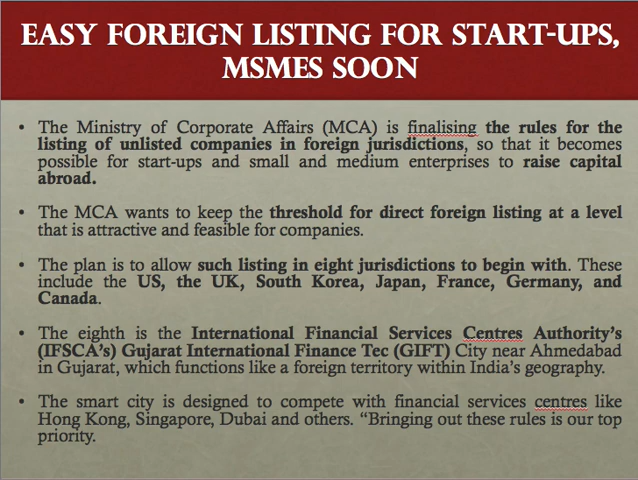 EASY FOREIGN LISTING FOR START-UPS,
MSMES SOON
• The Ministry of Corporate Affairs (MCA) is finalising the rules for the
listing of unlisted companies in foreign jurisdictions, so that it becomes
possible for start-ups and small and medium enterprises to raise capital
abroad.
• The MCA wants to keep the threshold for direct foreign listing at a level
that is attractive and feasible for companies.
• The plan is to allow such listing in eight jurisdictions to begin with. These
include the US, the UK, South Korea, Japan, France, Germany, and
Canada.
• The eighth is the International Financial Services Centres Authority’s
(IFSCA’s) Gujarat International Finance Tec (GIFT) City near Ahmedabad
in Gujarat, which functions like a foreign territory within India’s geography.
• The smart city is designed to compete with financial services centres like
Hong Kong, Singapore, Dubai and others. “Bringing out these rules is our top
priority.